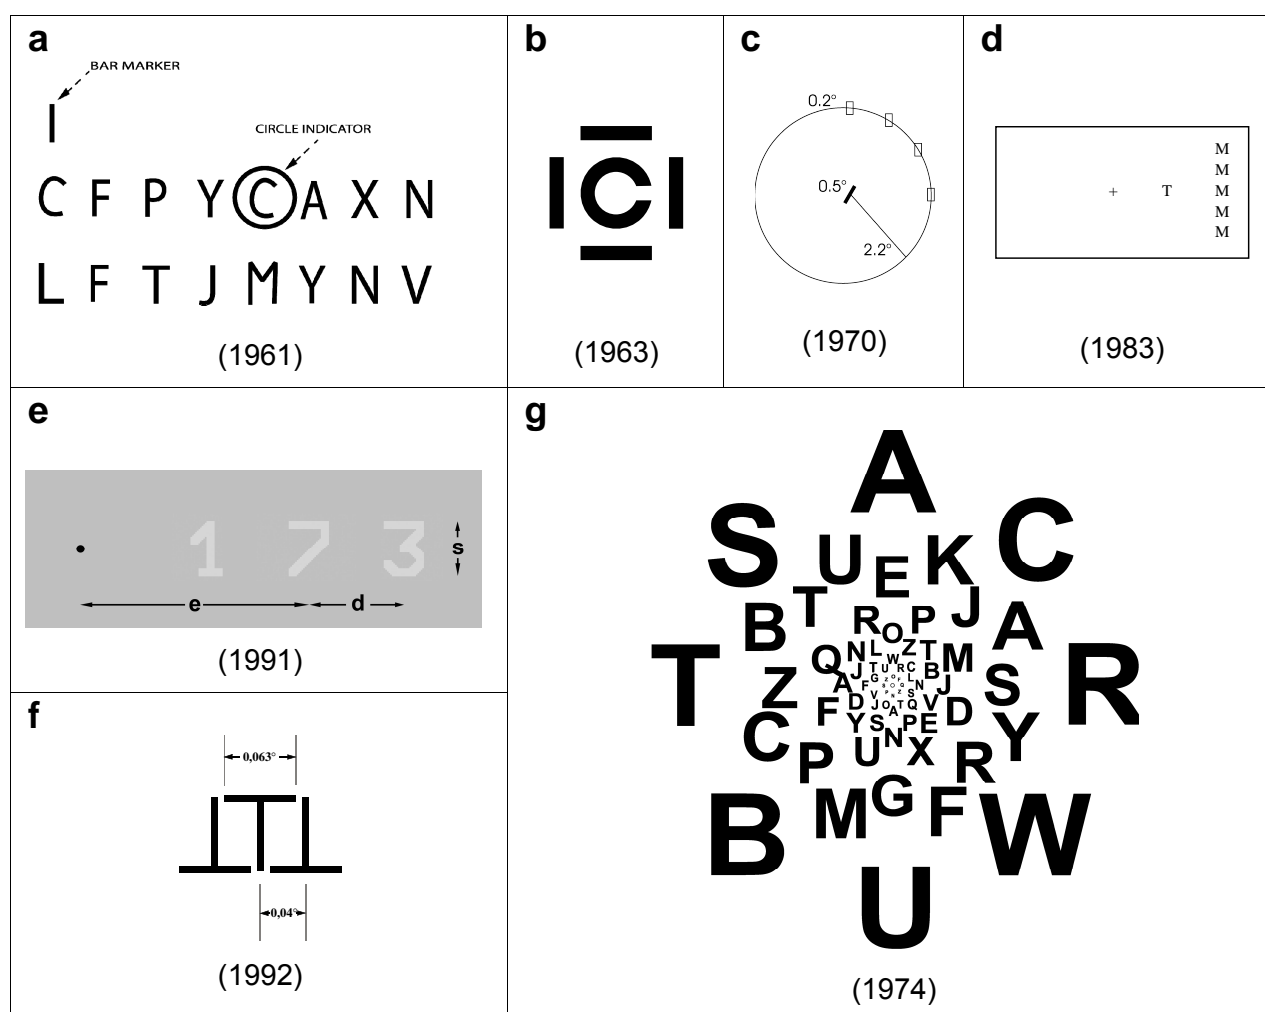 a
BAR MARKER
CIRCLE INDICATOR
C F P Y C A X N
L F T J M Y N V
(1961)
b
C
(1963)
c
0.2°
0.5°
2.2°
(1970)
d
M
M
+ T M
M
M
(1983)
e
1 7 3
s
e d
(1991)
f
0,063°
T
0,04°
(1992)
g
A
S C
U E K
T J
B A
R O P
T R
Q N L Z T M
W
Z A J B J S
F D V D
C Y S P E Y
U N X
P R
M G F
B W
U
(1974)